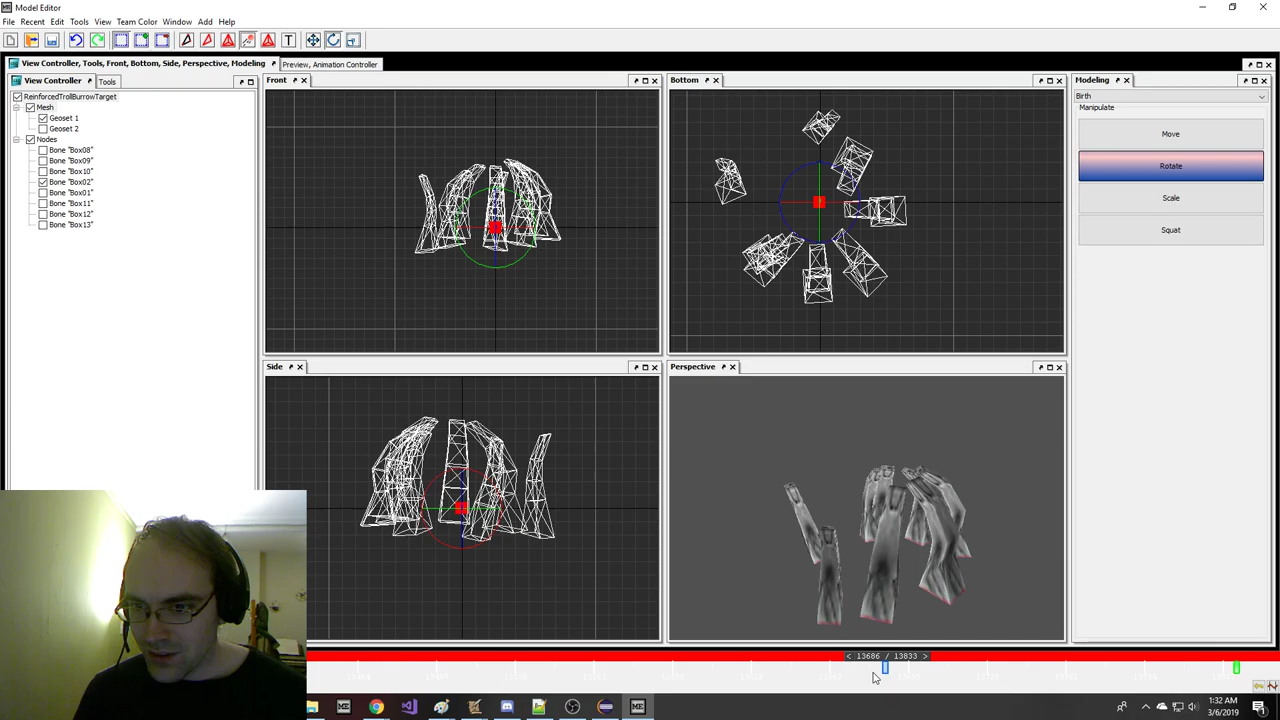 Model Editor
File Recent Edit Tools View Team Color Window Add Help
View Controller, Tools, Front, Bottom, Side, Perspective, Modeling
Preview, Animation Controller
View Controller
Tools
ReinforcedTrollBurrowTarget
Mesh
Geoset 1
Geoset 2
Nodes
Bone "Box08"
Bone "Box09"
Bone "Box10"
Bone "Box02"
Bone "Box01"
Bone "Box11"
Bone "Box12"
Bone "Box13"
Front
Bottom
Side
Perspective
Modeling
Birth
Manipulate
Move
Rotate
Scale
Squat
< 13686 / 13833 >
1:32 AM
3/6/2019